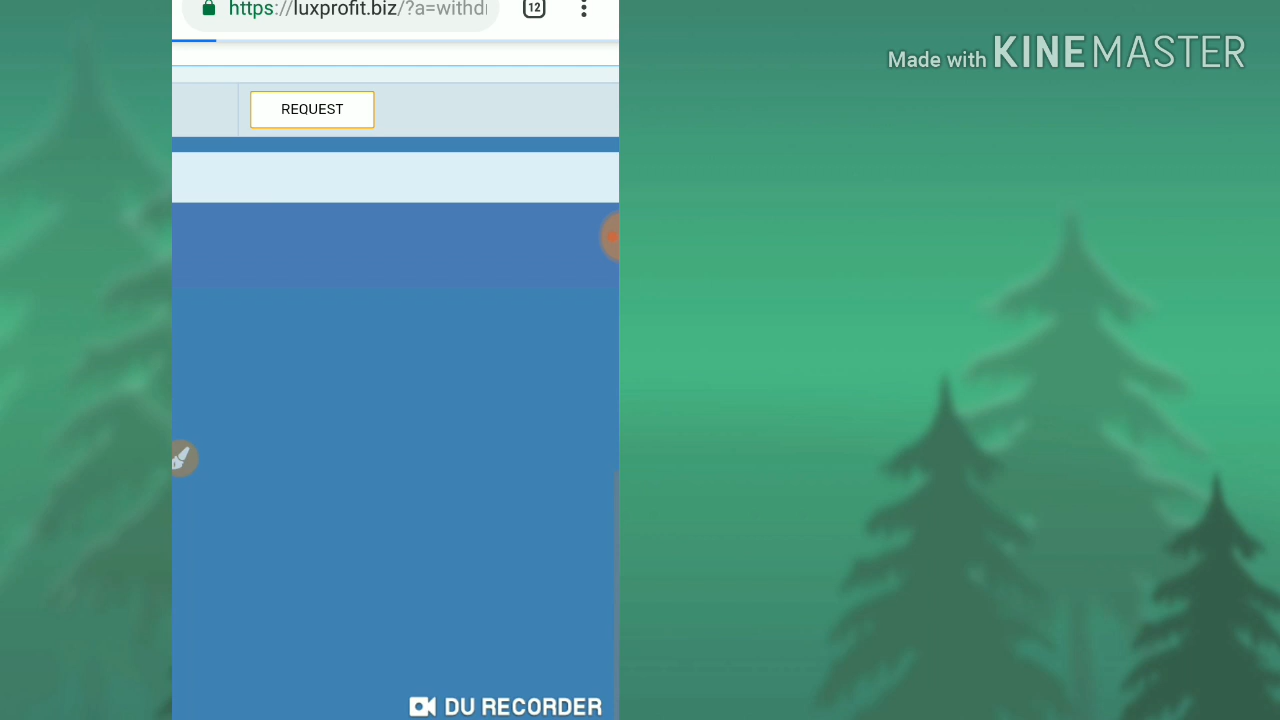 https://luxprofit.biz/?a=withd
12
Made with KINEMASTER
REQUEST
DU RECORDER